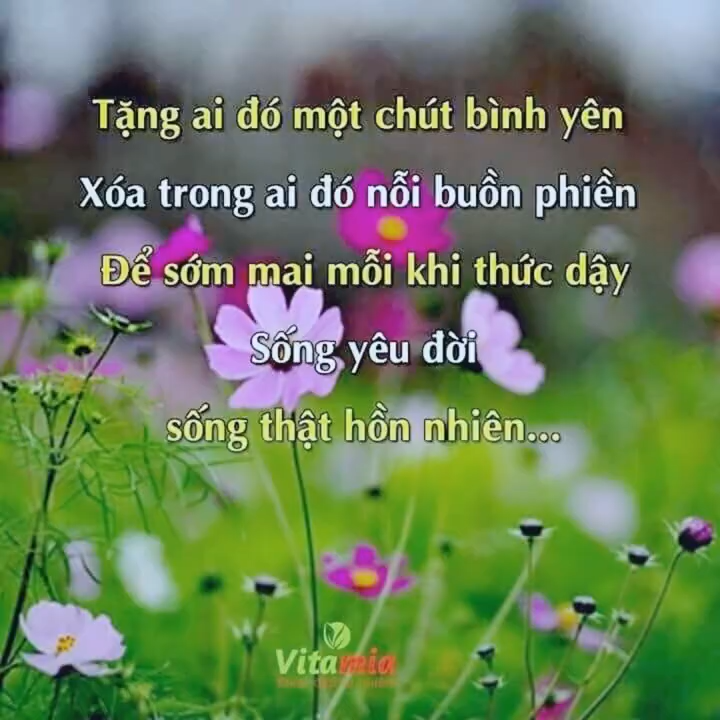 Tặng ai đó một chút bình yên
Xóa trong ai đó nỗi buồn phiền
Để sớm mai mỗi khi thức dậy
Sống yêu đời
sống thật hồn nhiên...
Vitamia